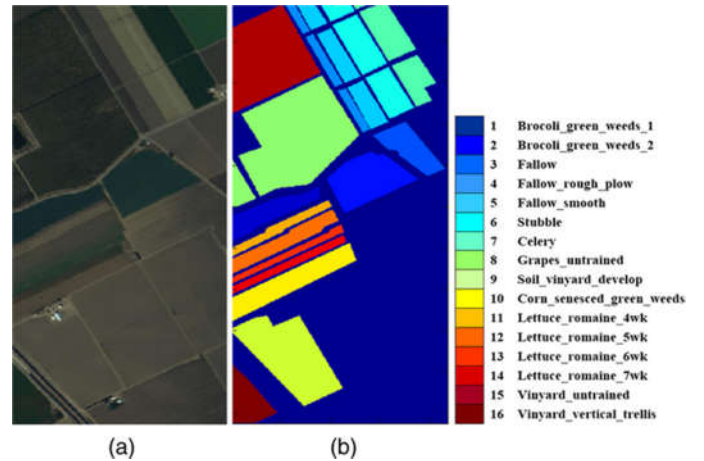 1 Brocoli_green_weeds_1
2 Brocoli_green_weeds_2
3 Fallow
4 Fallow_rough_plow
5 Fallow_smooth
6 Stubble
7 Celery
8 Grapes_untrained
9 Soil_vinyard_develop
10 Corn_senesced_green_weeds
11 Lettuce_romaine_4wk
12 Lettuce_romaine_5wk
13 Lettuce_romaine_6wk
14 Lettuce_romaine_7wk
15 Vinyard_untrained
16 Vinyard_vertical_trellis
(a) (b)